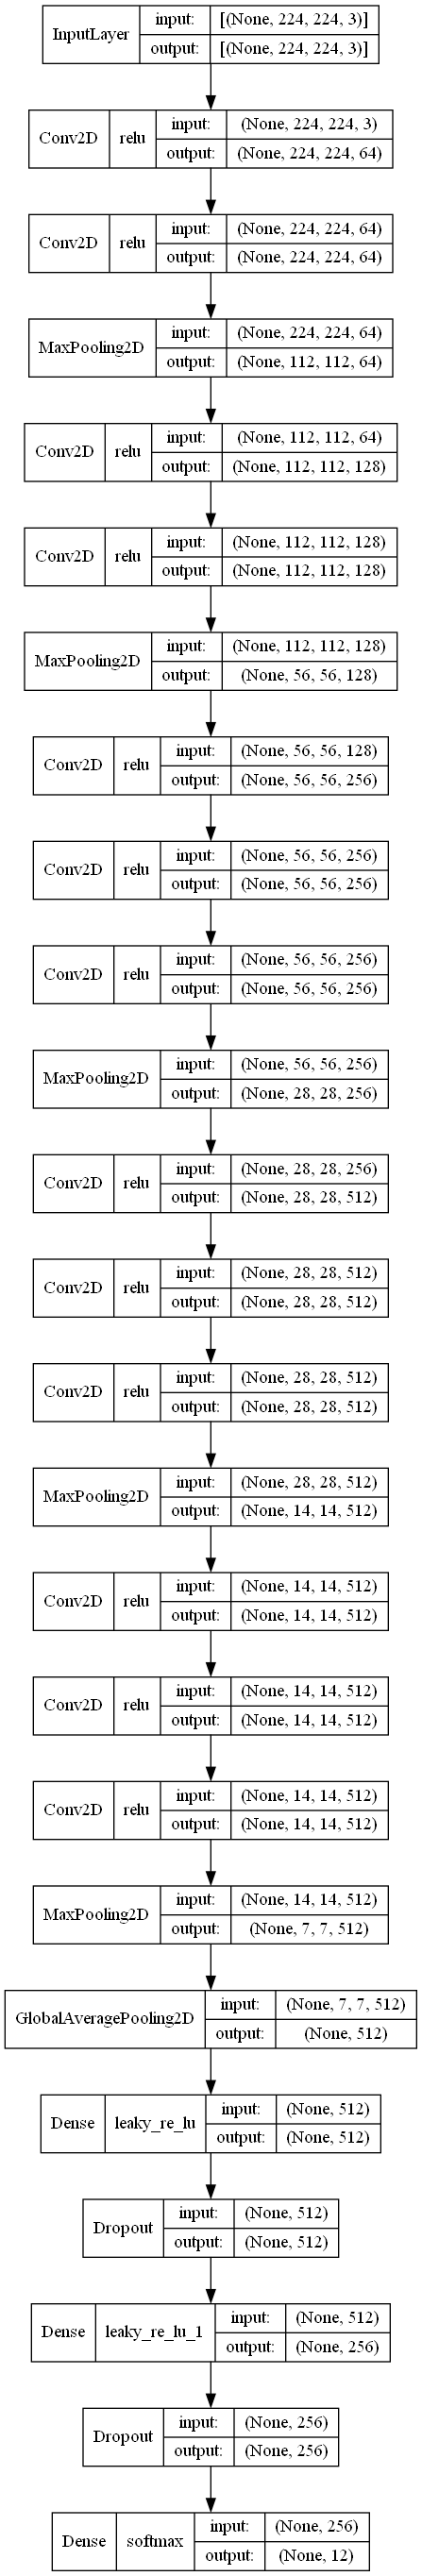 InputLayer input: [(None, 224, 224, 3)]
output: [(None, 224, 224, 3)]
Conv2D relu input: (None, 224, 224, 3)
output: (None, 224, 224, 64)
Conv2D relu input: (None, 224, 224, 64)
output: (None, 224, 224, 64)
MaxPooling2D input: (None, 224, 224, 64)
output: (None, 112, 112, 64)
Conv2D relu input: (None, 112, 112, 64)
output: (None, 112, 112, 128)
Conv2D relu input: (None, 112, 112, 128)
output: (None, 112, 112, 128)
MaxPooling2D input: (None, 112, 112, 128)
output: (None, 56, 56, 128)
Conv2D relu input: (None, 56, 56, 128)
output: (None, 56, 56, 256)
Conv2D relu input: (None, 56, 56, 256)
output: (None, 56, 56, 256)
Conv2D relu input: (None, 56, 56, 256)
output: (None, 56, 56, 256)
MaxPooling2D input: (None, 56, 56, 256)
output: (None, 28, 28, 256)
Conv2D relu input: (None, 28, 28, 256)
output: (None, 28, 28, 512)
Conv2D relu input: (None, 28, 28, 512)
output: (None, 28, 28, 512)
Conv2D relu input: (None, 28, 28, 512)
output: (None, 28, 28, 512)
MaxPooling2D input: (None, 28, 28, 512)
output: (None, 14, 14, 512)
Conv2D relu input: (None, 14, 14, 512)
output: (None, 14, 14, 512)
Conv2D relu input: (None, 14, 14, 512)
output: (None, 14, 14, 512)
Conv2D relu input: (None, 14, 14, 512)
output: (None, 14, 14, 512)
MaxPooling2D input: (None, 14, 14, 512)
output: (None, 7, 7, 512)
GlobalAveragePooling2D input: (None, 7, 7, 512)
output: (None, 512)
Dense leaky_re_lu input: (None, 512)
output: (None, 512)
Dropout input: (None, 512)
output: (None, 512)
Dense leaky_re_lu_1 input: (None, 512)
output: (None, 256)
Dropout input: (None, 256)
output: (None, 256)
Dense softmax input: (None, 256)
output: (None, 12)